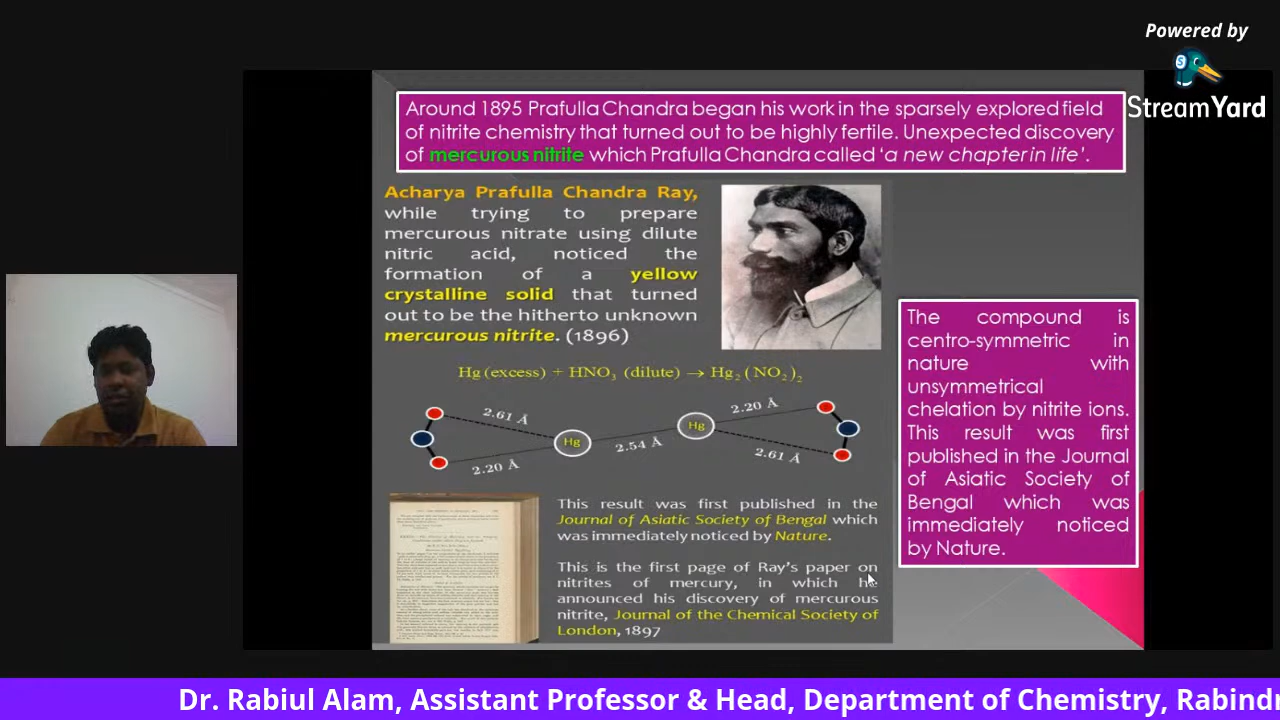 Powered by
StreamYard
Around 1895 Prafulla Chandra began his work in the sparsely explored field
of nitrite chemistry that turned out to be highly fertile. Unexpected discovery
of mercurous nitrite which Prafulla Chandra called ‘a new chapter in life’.
Acharya Prafulla Chandra Ray,
while trying to prepare
mercurous nitrate using dilute
nitric acid, noticed the
formation of a yellow
crystalline solid that turned
out to be the hitherto unknown
mercurous nitrite. (1896)
Hg (excess) + HNO₃ (dilute) → Hg₂ (NO₂)₂
2.61 Å
2.20 Å
Hg
2.54 Å
Hg
2.20 Å
2.61 Å
This result was first published in the
Journal of Asiatic Society of Bengal which
was immediately noticed by Nature.
This is the first page of Ray’s paper on
nitrites of mercury, in which he
announced his discovery of mercurous
nittite, Journal of the Chemical Society of
London, 1897
The compound is
centro-symmetric in
nature with
unsymmetrical
chelation by nitrite ions.
This result was first
published in the Journal
of Asiatic Society of
Bengal which was
immediately noticed
by Nature.
Dr. Rabiul Alam, Assistant Professor & Head, Department of Chemistry, Rabind